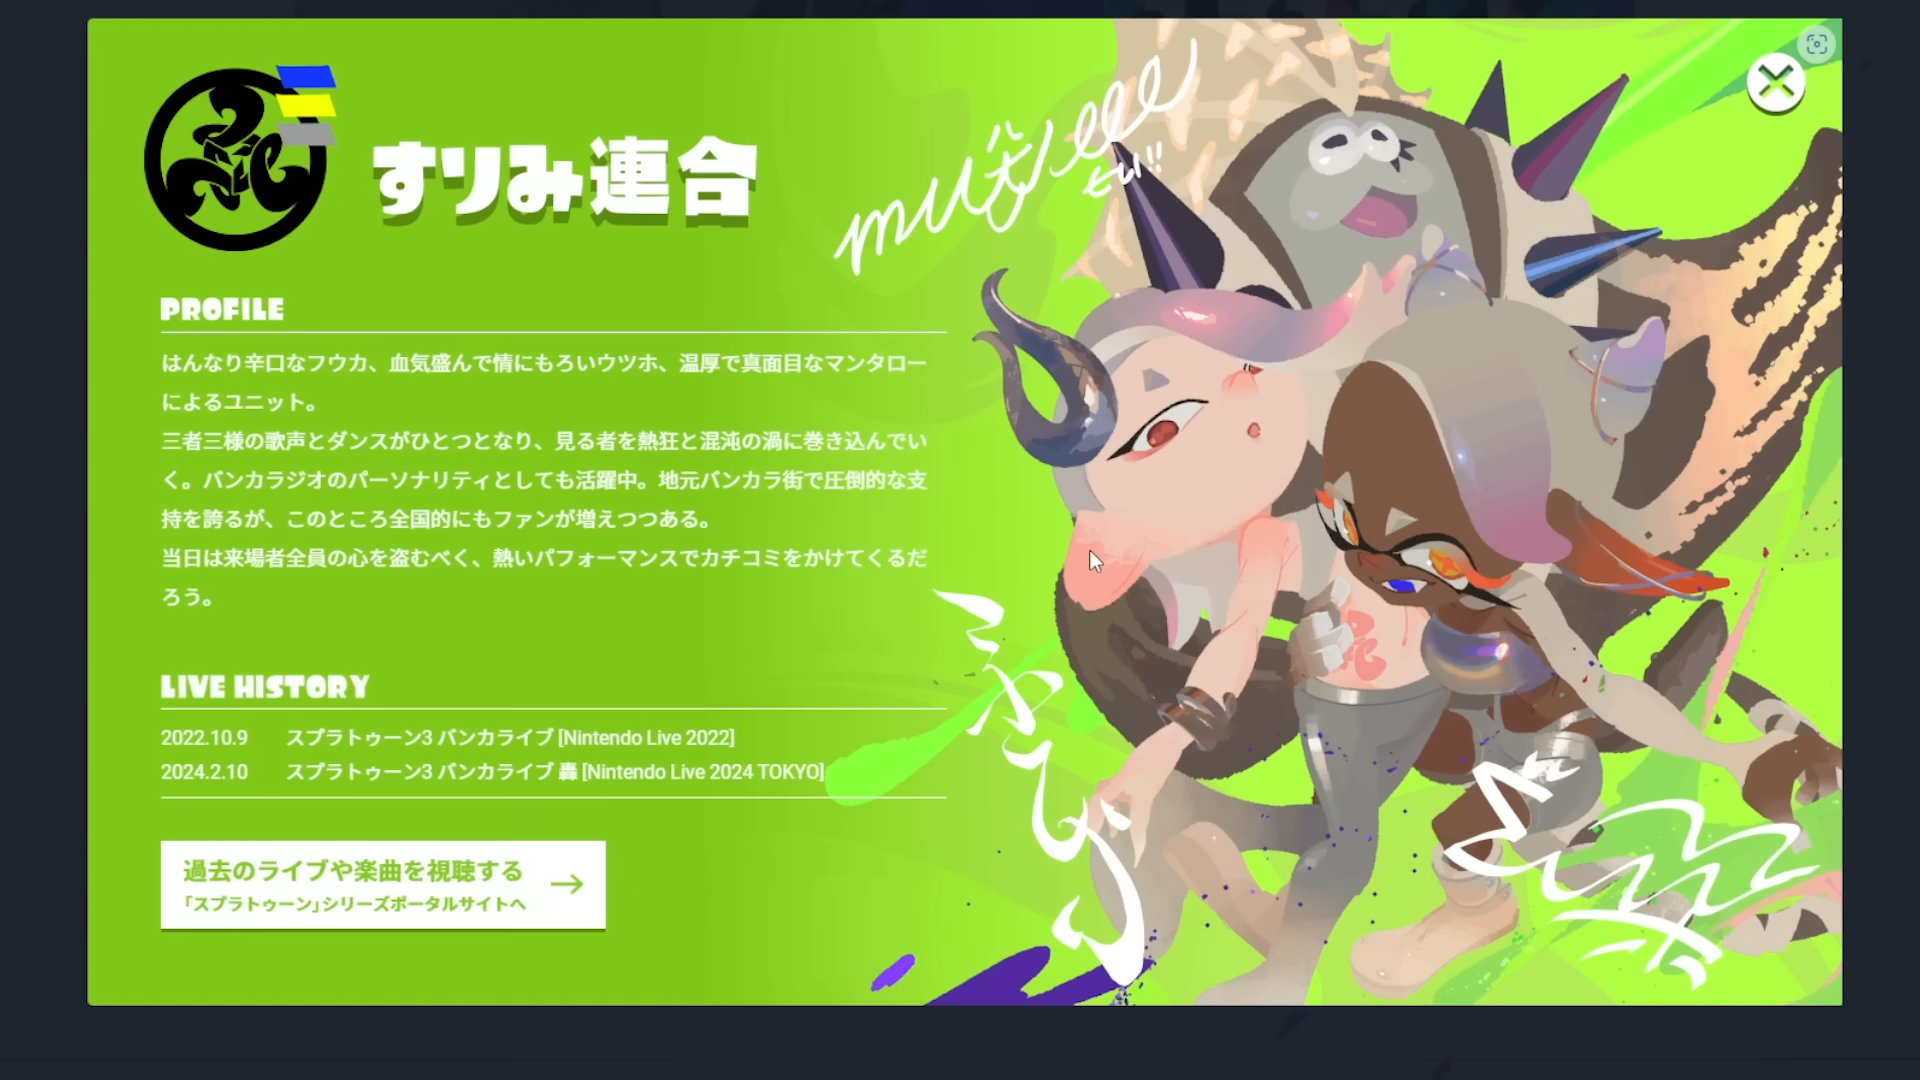 すりみ連合
PROFILE
はんなり辛口なフウカ、血気盛んで情にもろいウツホ、温厚で真面目なマンタロー
によるユニット。
三者三様の歌声とダンスがひとつとなり、見る者を熱狂と混沌の渦に巻き込んでい
く。バンカラジオのパーソナリティとしても活躍中。地元バンカラ街で圧倒的な支
持を誇るが、このところ全国的にもファンが増えつつある。
当日は来場者全員の心を盗むべく、熱いパフォーマンスでカチコミをかけてくるだ
ろう。
LIVE HISTORY
2022.10.9 スプラトゥーン3 バンカライブ [Nintendo Live 2022]
2024.2.10 スプラトゥーン3 バンカライブ 轟 [Nintendo Live 2024 TOKYO]
過去のライブや楽曲を視聴する
「スプラトゥーン」シリーズポータルサイトへ